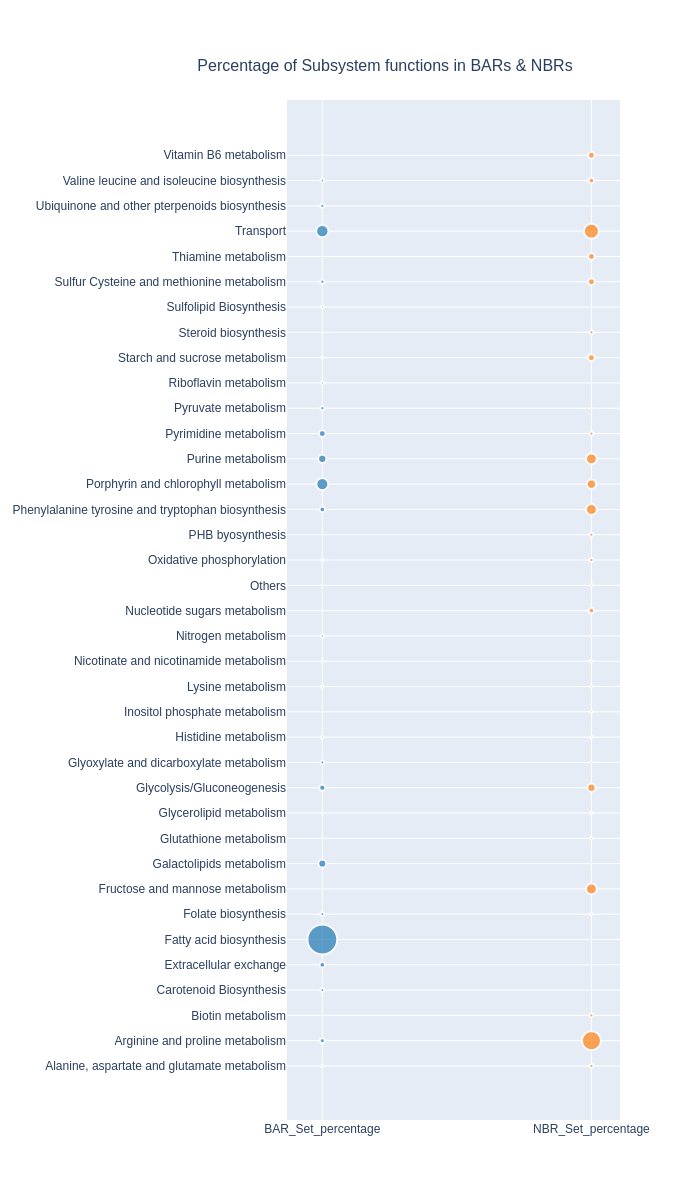 Percentage of Subsystem functions in BARs & NBRs
Vitamin B6 metabolism
Valine leucine and isoleucine biosynthesis
Ubiquinone and other pterpenoids biosynthesis
Transport
Thiamine metabolism
Sulfur Cysteine and methionine metabolism
Sulfolipid Biosynthesis
Steroid biosynthesis
Starch and sucrose metabolism
Riboflavin metabolism
Pyruvate metabolism
Pyrimidine metabolism
Purine metabolism
Porphyrin and chlorophyll metabolism
Phenylalanine tyrosine and tryptophan biosynthesis
PHB byosynthesis
Oxidative phosphorylation
Others
Nucleotide sugars metabolism
Nitrogen metabolism
Nicotinate and nicotinamide metabolism
Lysine metabolism
Inositol phosphate metabolism
Histidine metabolism
Glyoxylate and dicarboxylate metabolism
Glycolysis/Gluconeogenesis
Glycerolipid metabolism
Glutathione metabolism
Galactolipids metabolism
Fructose and mannose metabolism
Folate biosynthesis
Fatty acid biosynthesis
Extracellular exchange
Carotenoid Biosynthesis
Biotin metabolism
Arginine and proline metabolism
Alanine, aspartate and glutamate metabolism
BAR_Set_percentage
NBR_Set_percentage